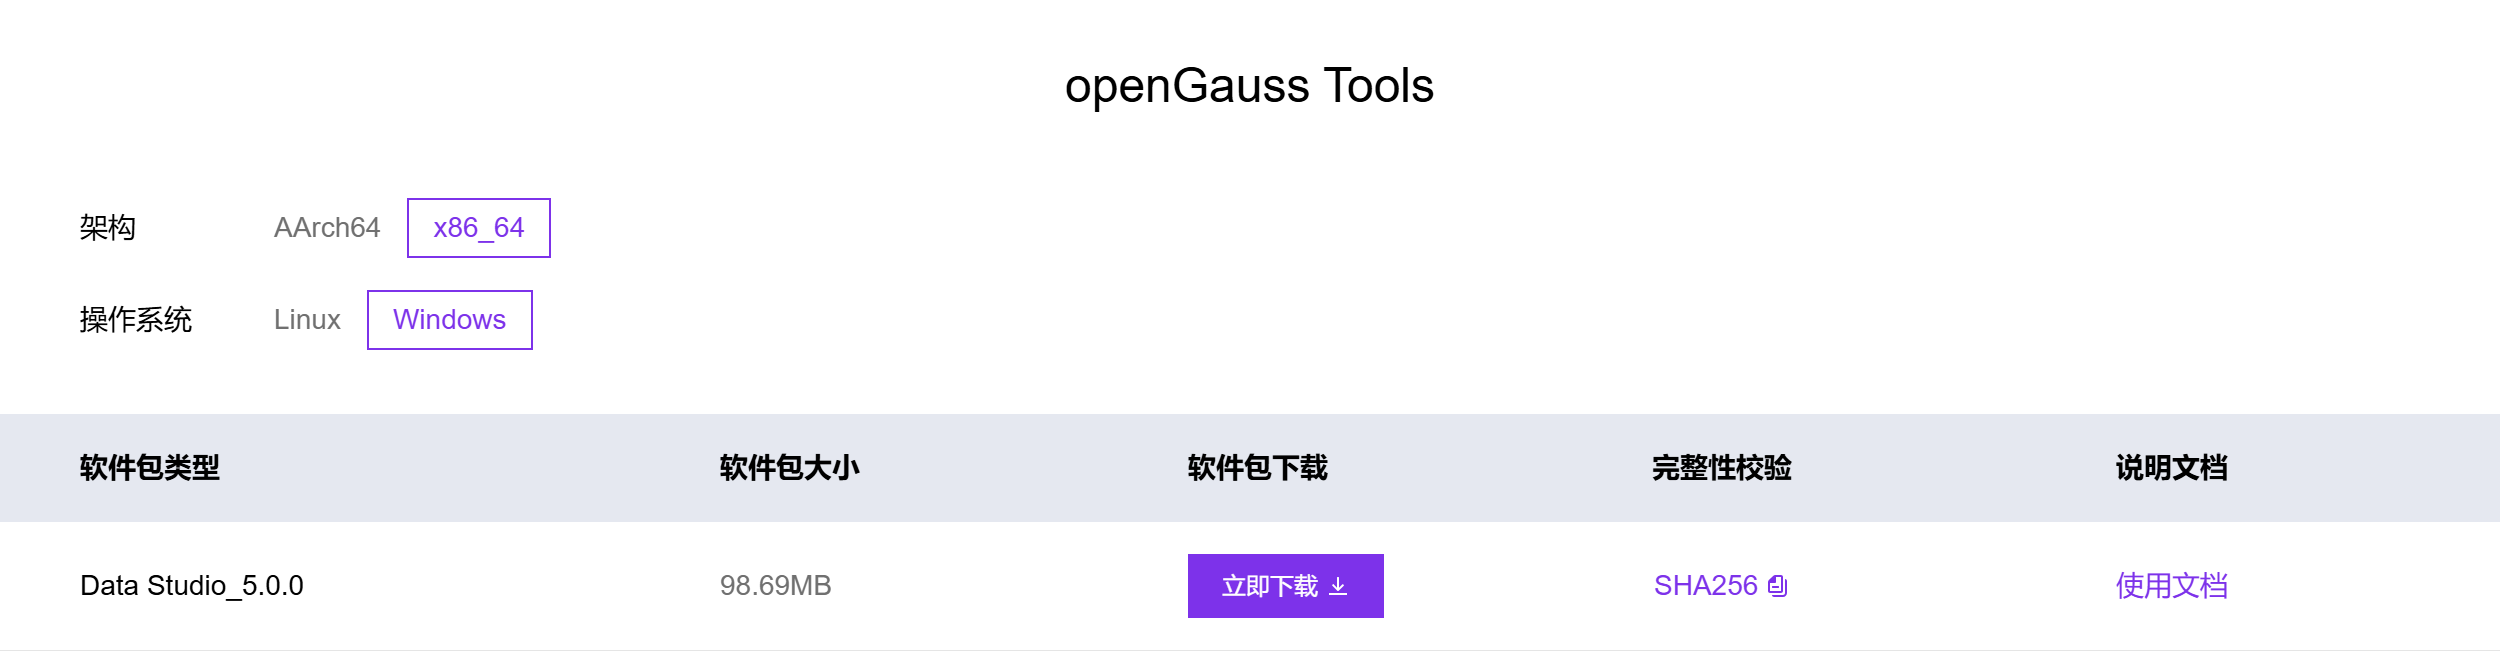 openGauss Tools
架构 AArch64 x86_64
操作系统 Linux Windows
软件包类型 软件包大小 软件包下载 完整性校验 说明文档
Data Studio_5.0.0 98.69MB 立即下载 SHA256 使用文档